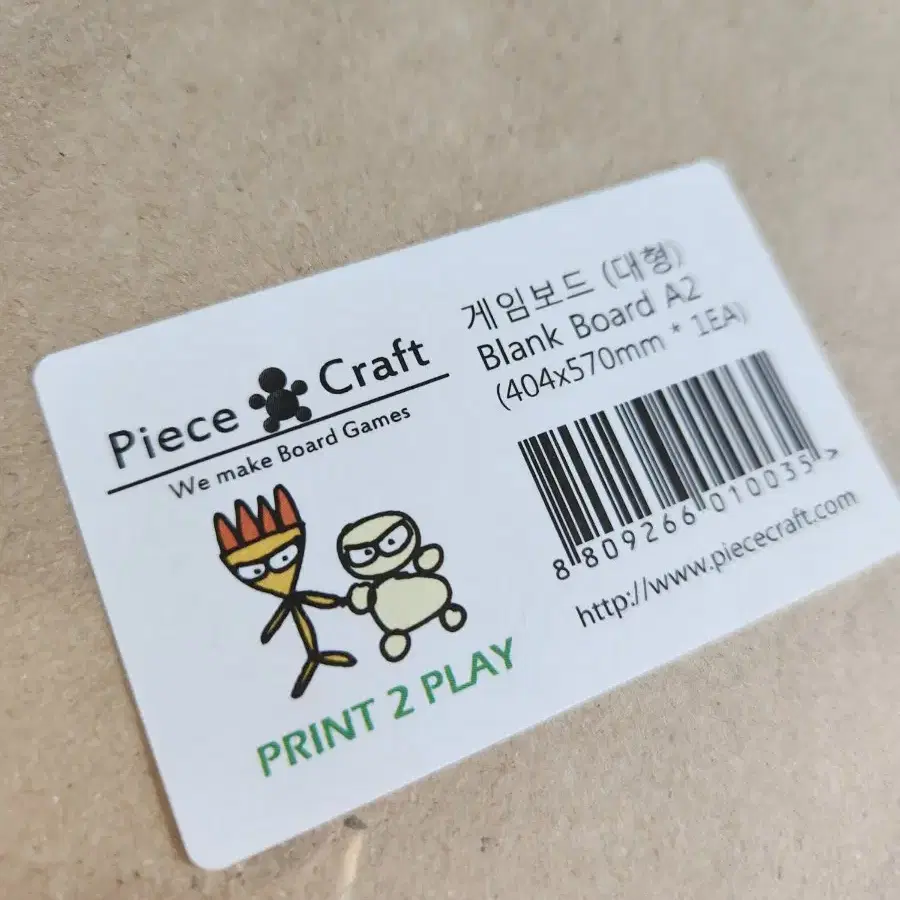 Piece Craft
We make Board Games
PRINT 2 PLAY
게임보드 (대형)
Blank Board A2
(404x570mm * 1EA)
8 809266 010035 >
http://www.piececraft.com